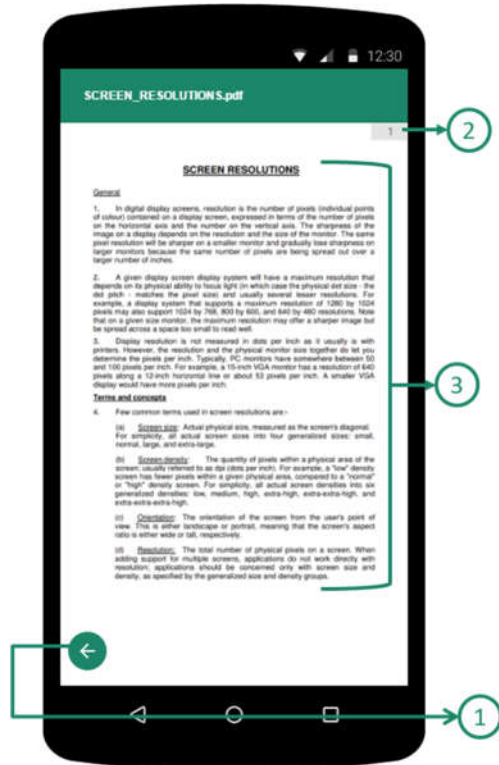 12:30
SCREEN_RESOLUTIONS.pdf
1
2
SCREEN RESOLUTIONS
General
1. In digital display screens, resolution is the number of pixels (individual points
of colour) contained on a display screen, expressed in terms of the number of pixels
on the horizontal axis and the number on the vertical axis. The sharpness of the
image on a display depends on the resolution and the size of the monitor. The same
pixel resolution will be sharper on a smaller monitor and gradually lose sharpness on
larger monitors because the same number of pixels are being spread out over a
larger number of inches.
2. A given display screen display system will have a maximum resolution that
depends on its physical ability to focus light (in which case the physical dot size - the
dot pitch - matches the pixel size) and usually several lesser resolutions. For
example, a display system that supports a maximum resolution of 1280 by 1024
pixels may also support 1024 by 768, 800 by 600, and 640 by 480 resolutions. Note
that on a given size monitor, the maximum resolution may offer a sharper image but
be spread across a space too small to read well.
3. Display resolution is not measured in dots per inch as it usually is with
printers. However, the resolution and the physical monitor size together do let you
determine the pixels per inch. Typically, PC monitors have somewhere between 50
and 100 pixels per inch. For example, a 15-inch VGA monitor has a resolution of 640
pixels along a 12-inch horizontal line or about 53 pixels per inch. A smaller VGA
display would have more pixels per inch.
3
Terms and concepts
4. Few common terms used in screen resolutions are:-
(a) Screen size: Actual physical size, measured as the screen's diagonal.
For simplicity, all actual screen sizes into four generalized sizes: small,
normal, large, and extra-large.
(b) Screen density: The quantity of pixels within a physical area of the
screen; usually referred to as dpi (dots per inch). For example, a "low" density
screen has fewer pixels within a given physical area, compared to a "normal"
or "high" density screen. For simplicity, all actual screen densities into six
generalized densities: low, medium, high, extra-high, extra-extra-high, and
extra-extra-extra-high.
(c) Orientation: The orientation of the screen from the user's point of
view. This is either landscape or portrait, meaning that the screen's aspect
ratio is either wide or tall, respectively.
(d) Resolution: The total number of physical pixels on a screen. When
adding support for multiple screens, applications do not work directly with
resolution; applications should be concerned only with screen size and
density, as specified by the generalized size and density groups.
1